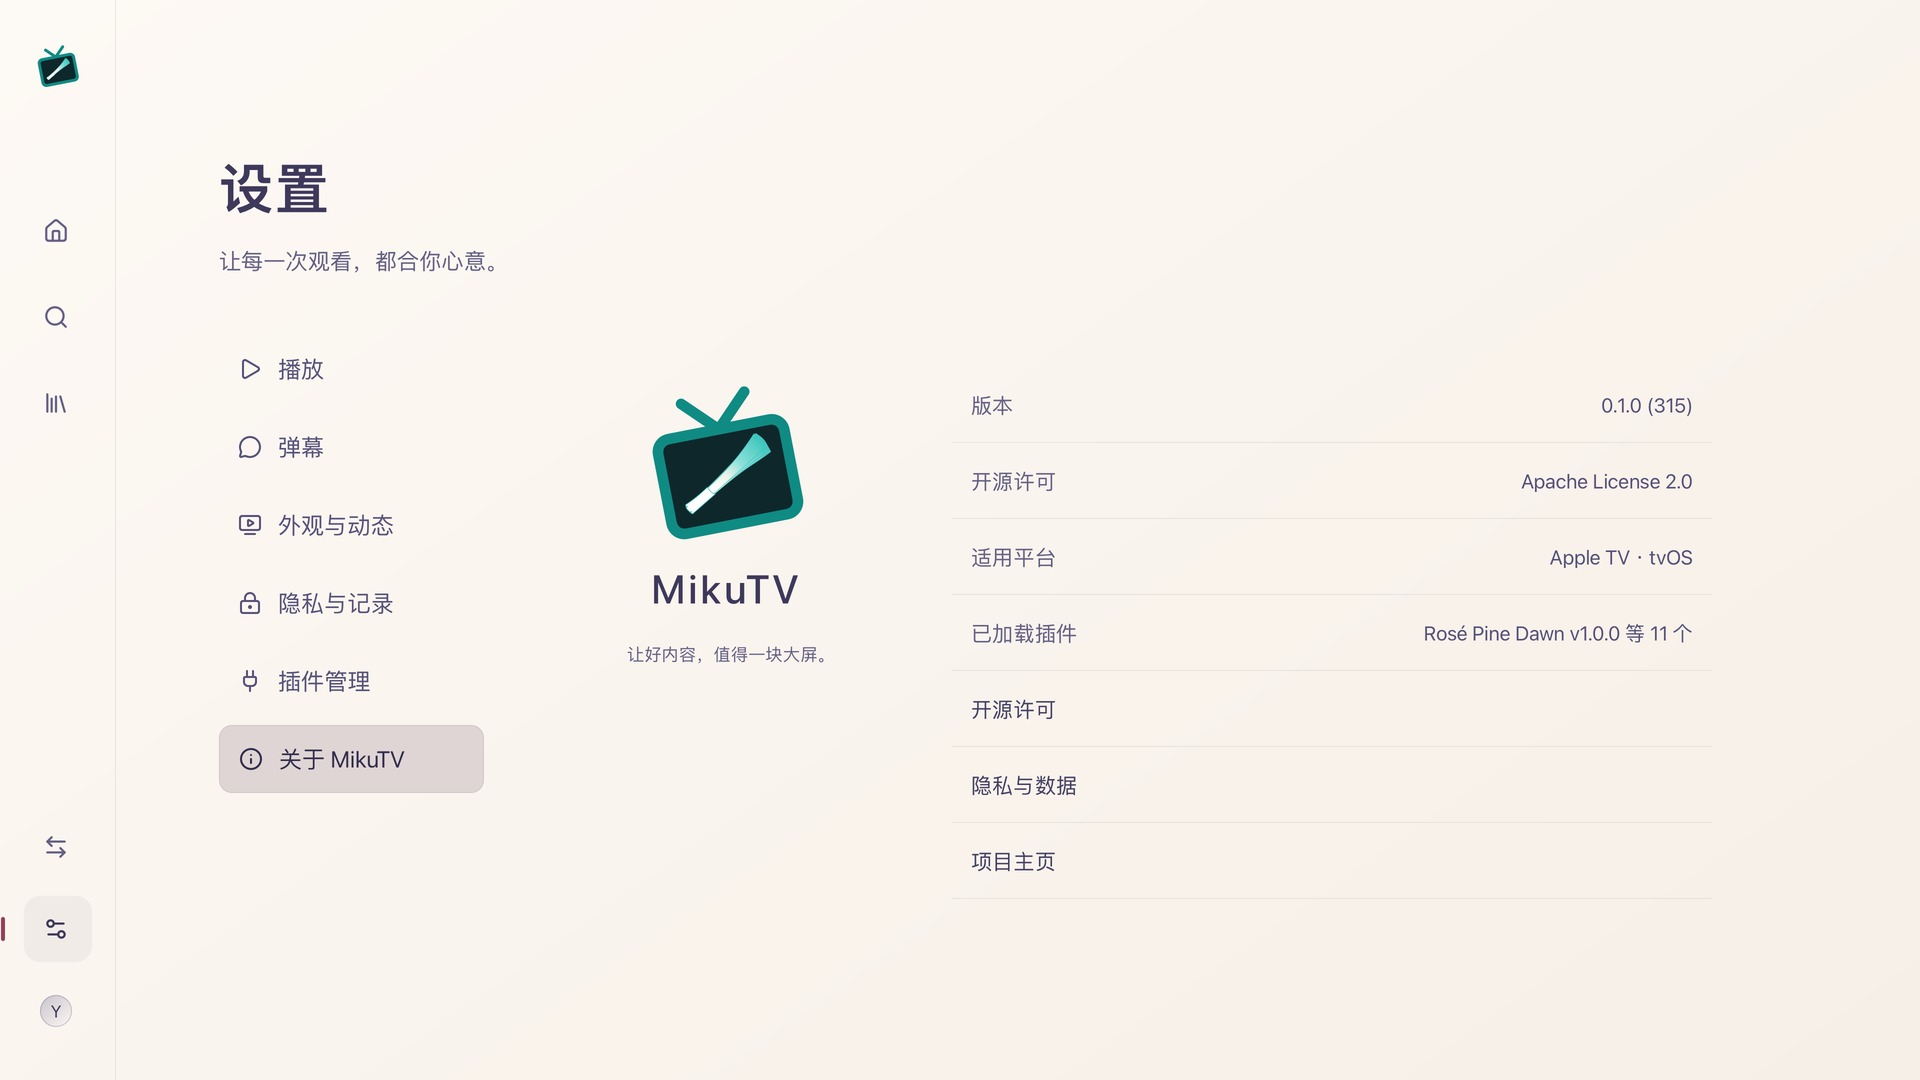 设置
让每一次观看，都合你心意。
播放
弹幕
外观与动态
隐私与记录
插件管理
关于 MikuTV
MikuTV
让好内容，值得一块大屏。
版本 0.1.0 (315)
开源许可 Apache License 2.0
适用平台 Apple TV · tvOS
已加载插件 Rosé Pine Dawn v1.0.0 等 11 个
开源许可
隐私与数据
项目主页
Y